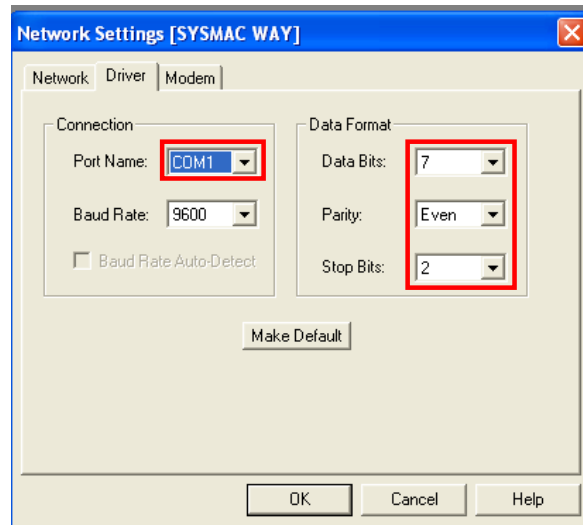 Network Settings [SYSMAC WAY]
Network Driver Modem
Connection
Port Name: COM1
Baud Rate: 9600
Baud Rate Auto-Detect
Data Format
Data Bits: 7
Parity: Even
Stop Bits: 2
Make Default
OK Cancel Help